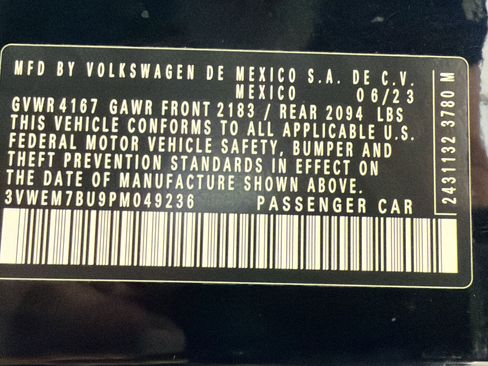 MFD BY VOLKSWAGEN DE MEXICO S.A. DE C.V.
MEXICO 06/23
GVWR 4167 GAWR FRONT 2183 / REAR 2094 LBS
THIS VEHICLE CONFORMS TO ALL APPLICABLE U.S.
FEDERAL MOTOR VEHICLE SAFETY, BUMPER AND
THEFT PREVENTION STANDARDS IN EFFECT ON
THE DATE OF MANUFACTURE SHOWN ABOVE.
3VWEM7BU9PM049236 PASSENGER CAR
2431132 3780 M